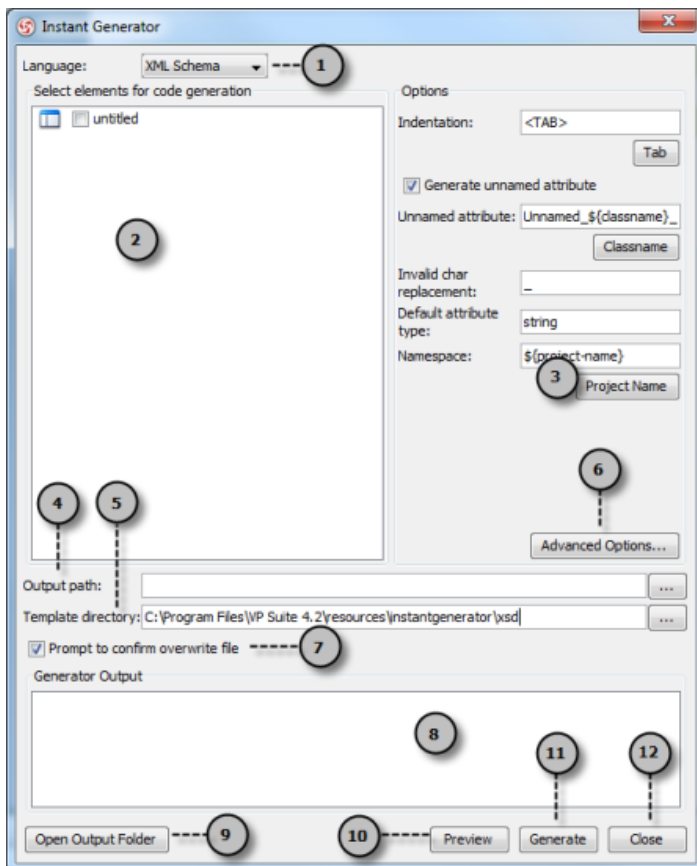 Instant Generator
Language: XML Schema 1
Select elements for code generation
untitled
2
Options
Indentation: <TAB>
Tab
Generate unnamed attribute
Unnamed attribute: Unnamed_${classname}_
Classname
Invalid char
replacement: _
Default attribute
type: string
Namespace: ${project-name}
3 Project Name
6
Advanced Options...
4 5
Output path: ...
Template directory: C:\Program Files\VP Suite 4.2\resources\instantgenerator\xsd ...
Prompt to confirm overwrite file 7
Generator Output
8
11 12
Open Output Folder 9 10 Preview Generate Close